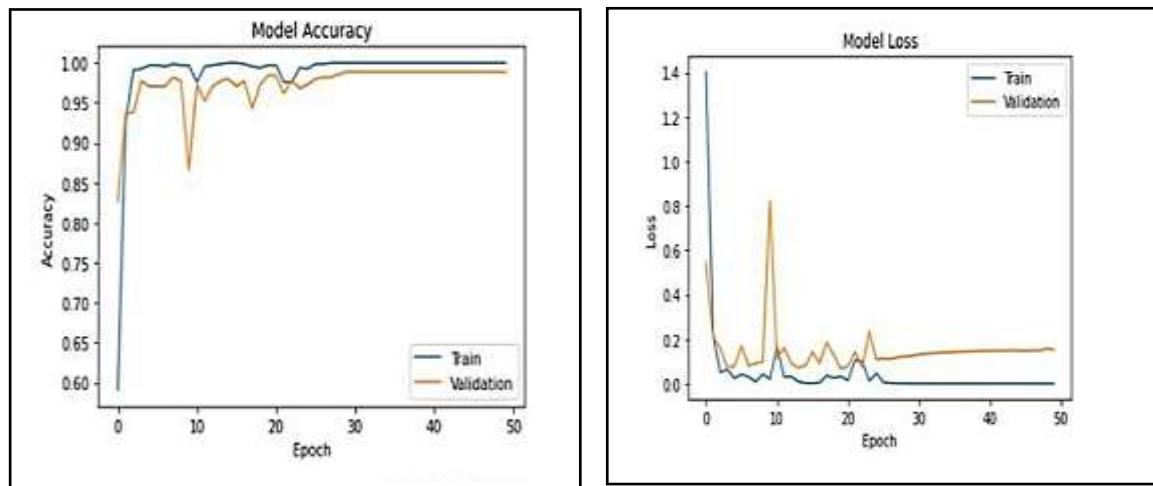 Model Accuracy
1.00
0.95
0.90
0.85
0.80
0.75
0.70
0.65
0.60
Accuracy
Train
Validation
0 10 20 30 40 50
Epoch
Model Loss
1.4
1.2
1.0
0.8
0.6
0.4
0.2
0.0
Loss
Train
Validation
0 10 20 30 40 50
Epoch